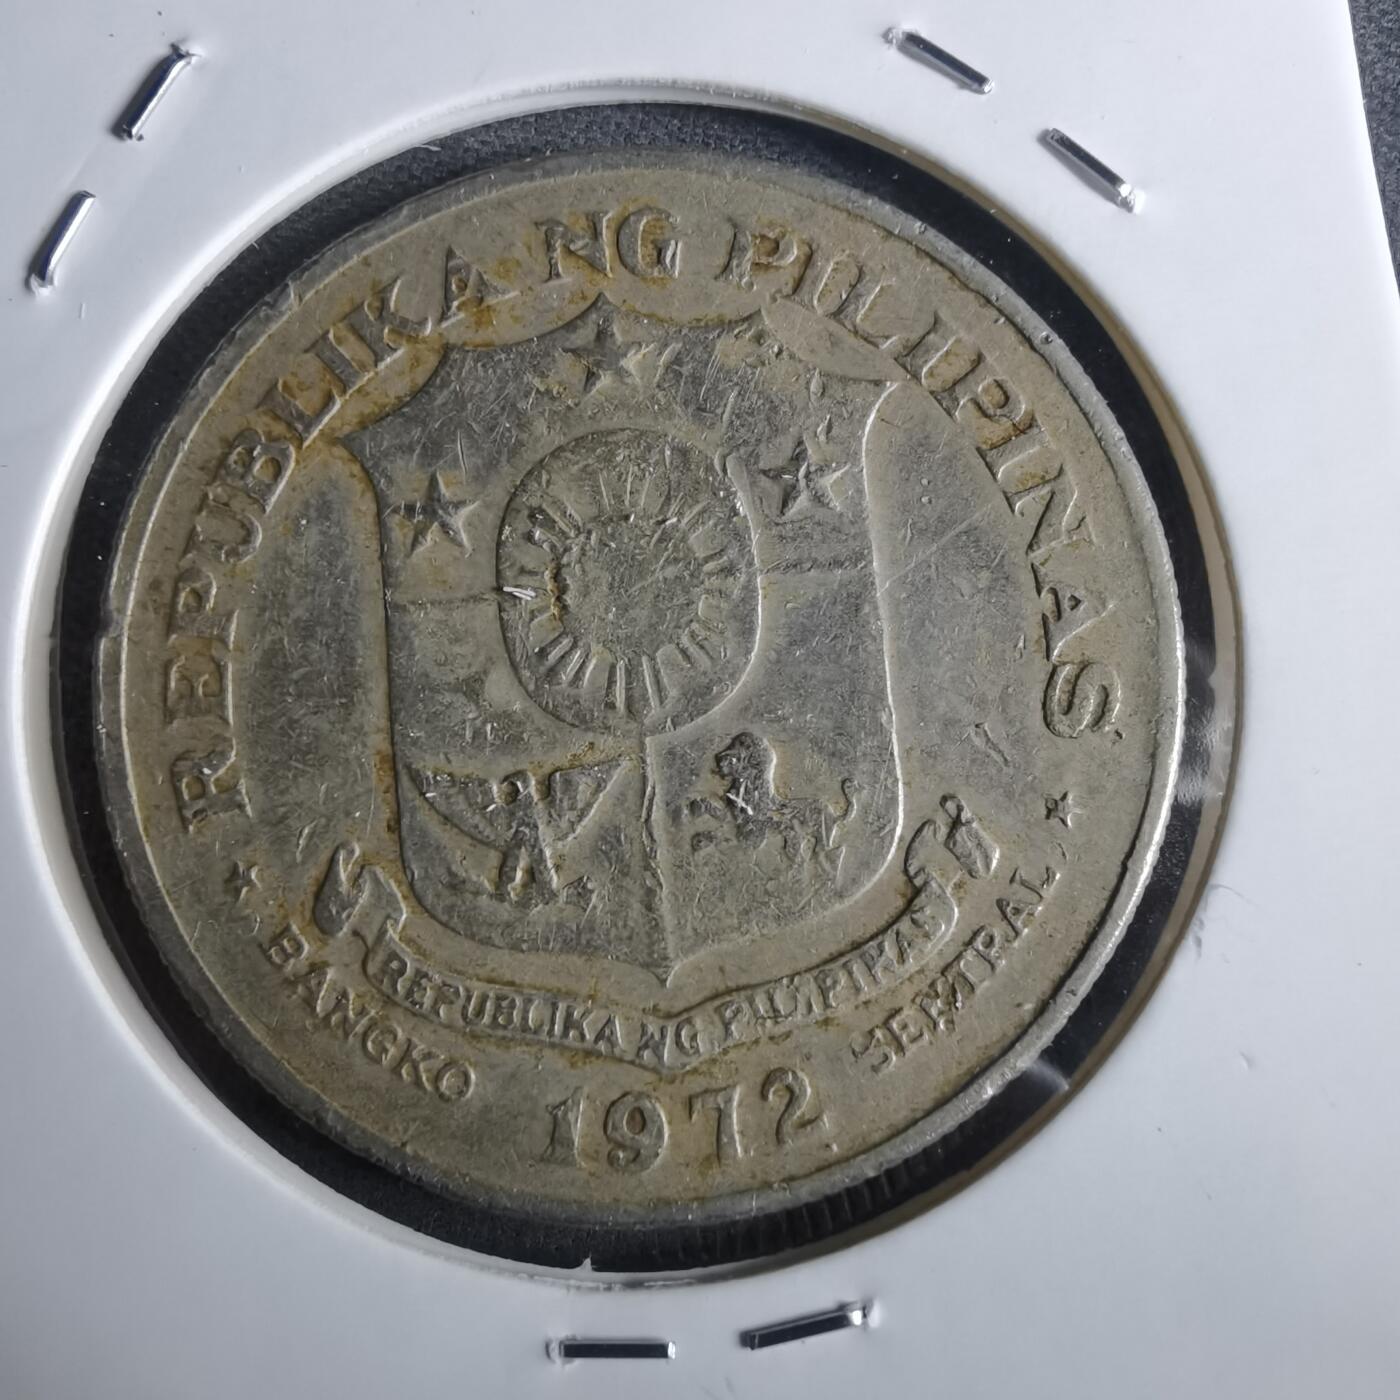 REPUBLIKA NG PILIPINAS
REPUBLIKA NG PILIPINAS
BANGKO SENTRAL
1972